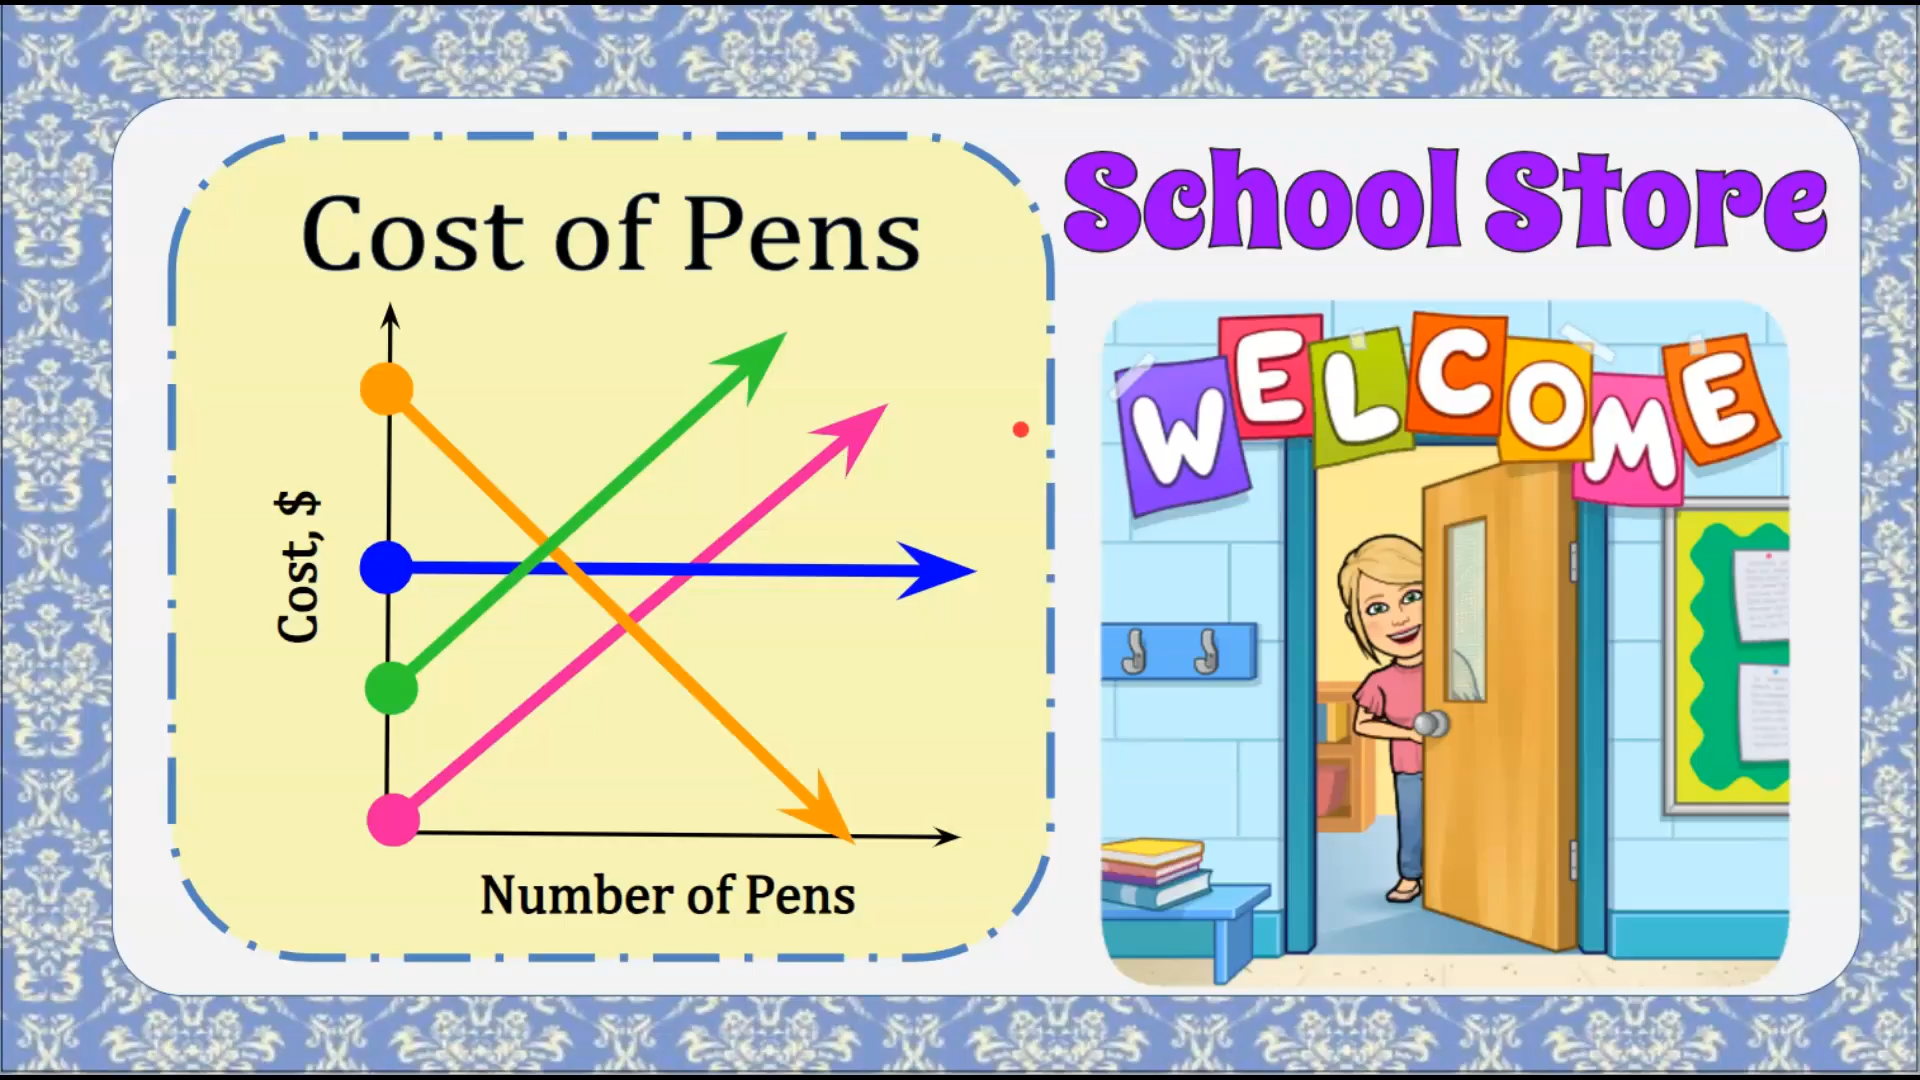 Cost of Pens
Cost, $
Number of Pens
School Store
WELCOME